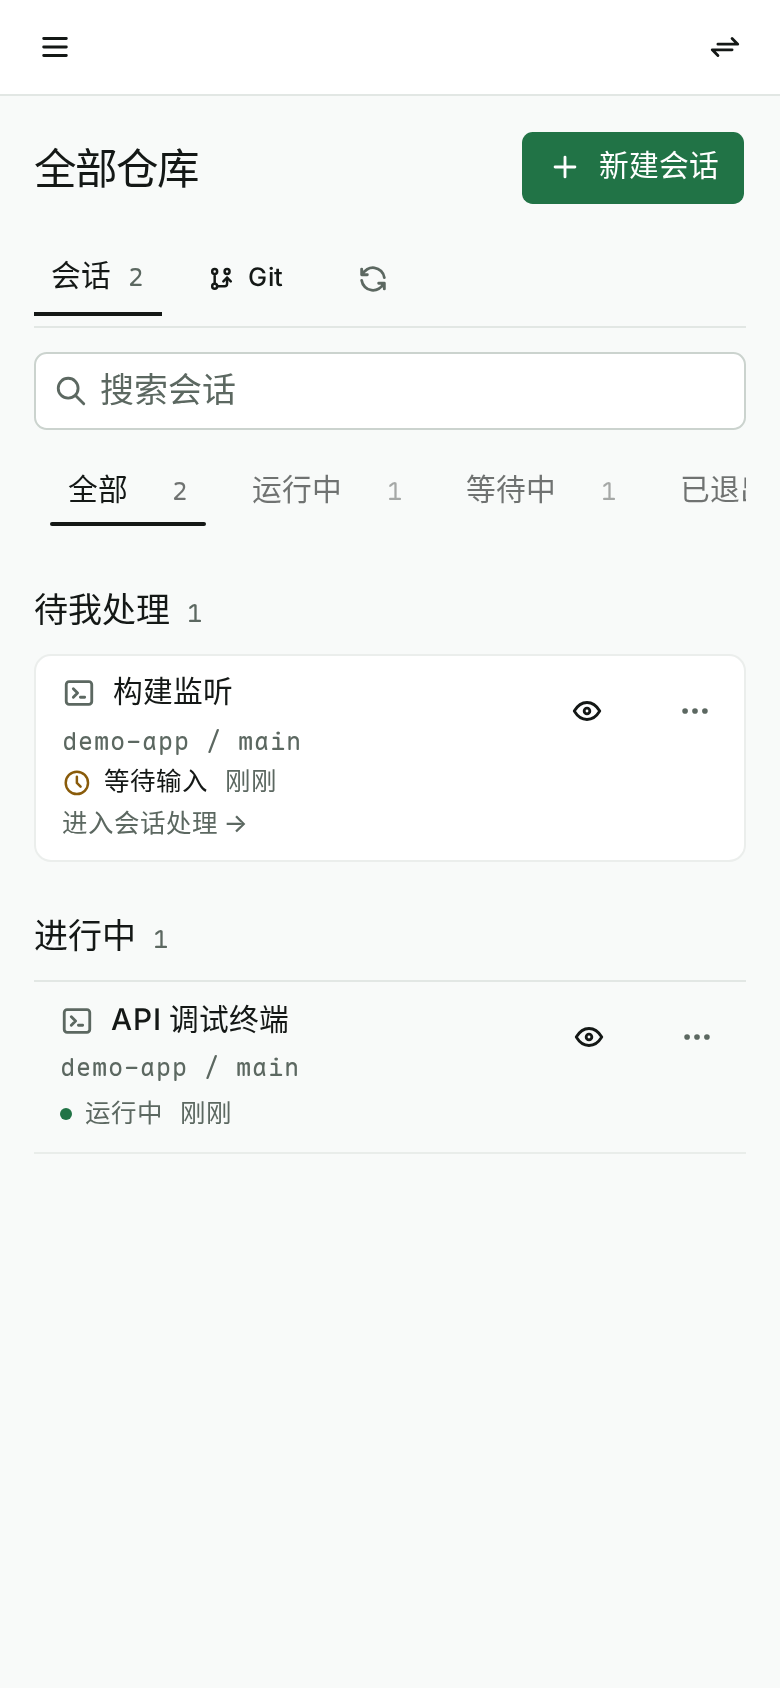 全部仓库
新建会话
会话 2
Git
搜索会话
全部 2 运行中 1 等待中 1 已退
待我处理 1
构建监听
demo-app / main
等待输入 刚刚
进入会话处理 →
进行中 1
API 调试终端
demo-app / main
运行中 刚刚